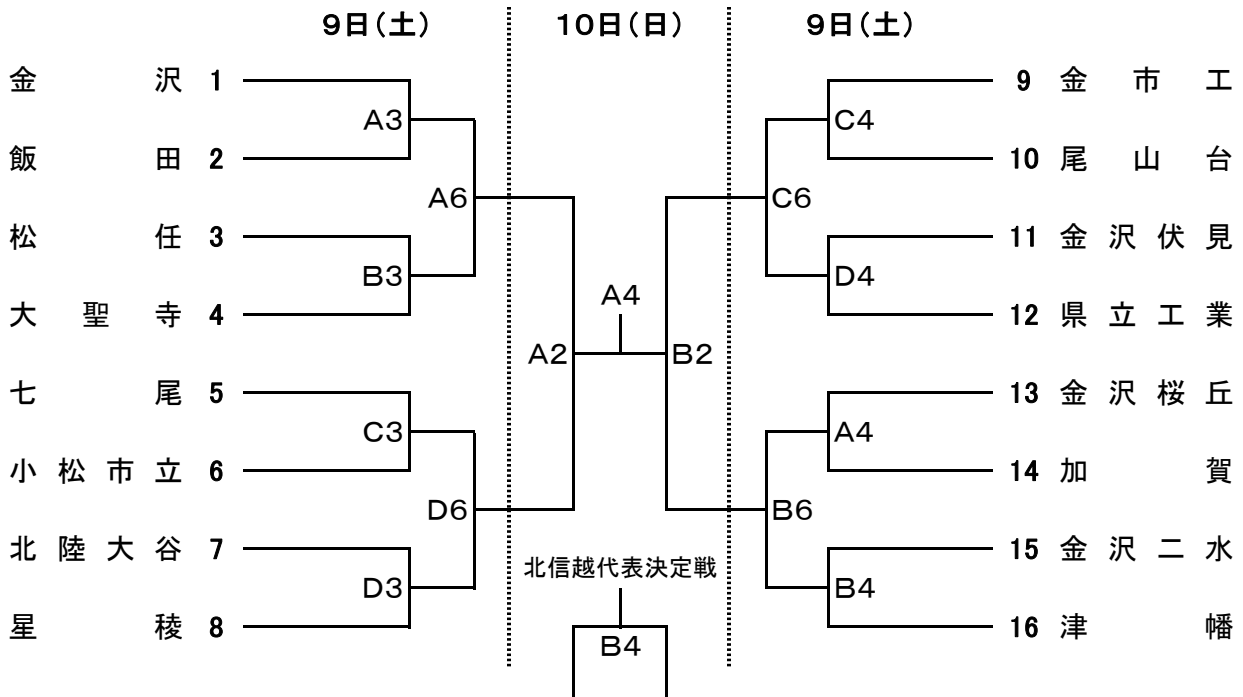 9日(土) 10日(日) 9日(土)
金沢 1 9 金市工
A3 C4
飯田 2 10 尾山台
A6 C6
松任 3 11 金沢伏見
B3 D4
A4
大聖寺 4 12 県立工業
A2 B2
七尾 5 13 金沢桜丘
C3 A4
小松市立 6 14 加賀
D6 B6
北陸大谷 7 15 金沢二水
北信越代表決定戦
D3 B4
星稜 8 16 津幡
B4